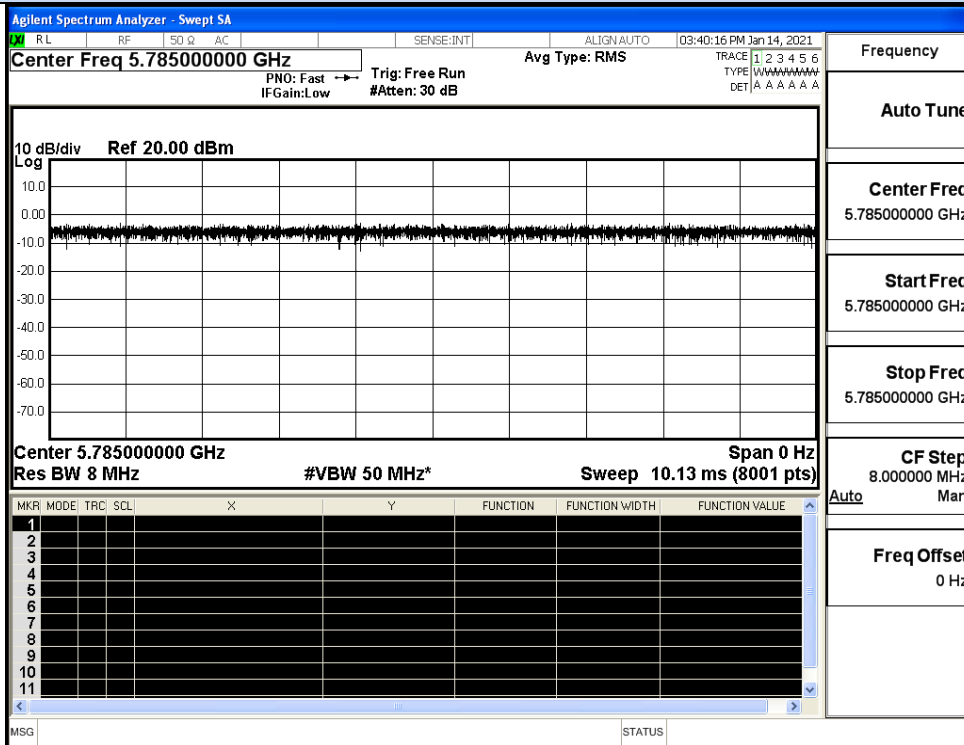 Agilent Spectrum Analyzer - Swept SA
LXI RL RF 50 Ω AC SENSE:INT ALIGN AUTO 03:40:16 PM Jan 14, 2021
Center Freq 5.785000000 GHz
PNO: Fast
IFGain:Low
Trig: Free Run
#Atten: 30 dB
Avg Type: RMS
TRACE 1 2 3 4 5 6
TYPE WWWWWW
DET A A A A A A
10 dB/div Ref 20.00 dBm
Log
10.0
0.00
-10.0
-20.0
-30.0
-40.0
-50.0
-60.0
-70.0
Center 5.785000000 GHz Span 0 Hz
Res BW 8 MHz #VBW 50 MHz* Sweep 10.13 ms (8001 pts)
MKR MODE TRC SCL X Y FUNCTION FUNCTION WIDTH FUNCTION VALUE
1
2
3
4
5
6
7
8
9
10
11
MSG STATUS
Frequency
Auto Tune
Center Freq
5.785000000 GHz
Start Freq
5.785000000 GHz
Stop Freq
5.785000000 GHz
CF Step
8.000000 MHz
Auto Man
Freq Offset
0 Hz